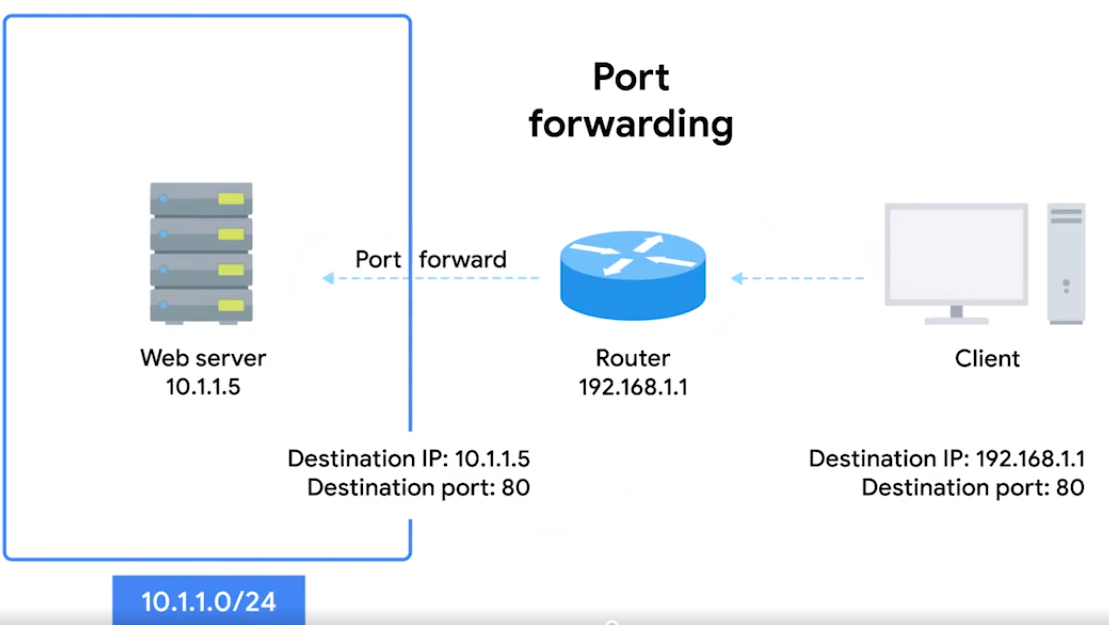 Port
forwarding
Port forward
Web server
10.1.1.5
Router
192.168.1.1
Client
Destination IP: 10.1.1.5
Destination port: 80
Destination IP: 192.168.1.1
Destination port: 80
10.1.1.0/24